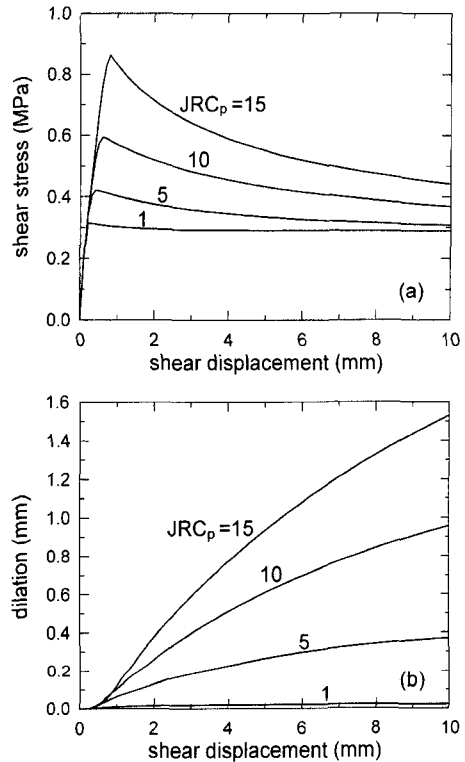 1.0
0.8
0.6
0.4
0.2
0.0
shear stress (MPa)
JRCp =15
10
5
1
(a)
0 2 4 6 8 10
shear displacement (mm)
1.6
1.4
1.2
1.0
0.8
0.6
0.4
0.2
0.0
dilation (mm)
JRCp =15
10
5
1
(b)
0 2 4 6 8 10
shear displacement (mm)